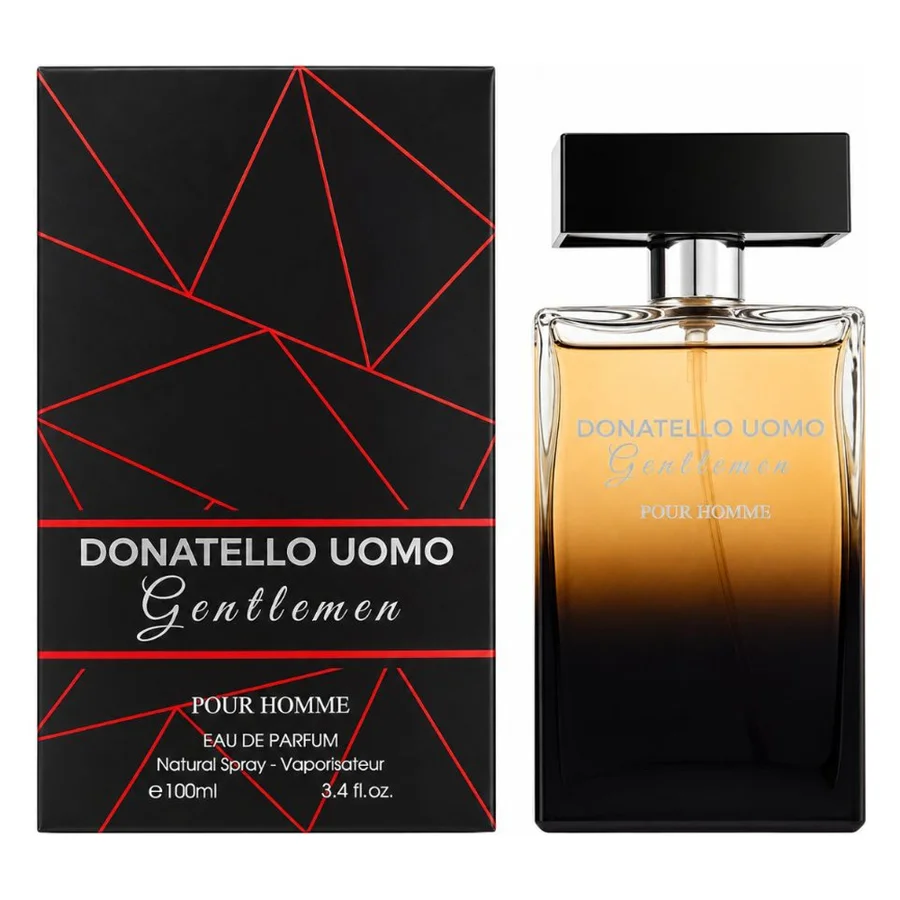 DONATELLO UOMO
Gentlemen
POUR HOMME
EAU DE PARFUM
Natural Spray - Vaporisateur
e100ml 3.4 fl.oz.
DONATELLO UOMO
Gentlemen
POUR HOMME